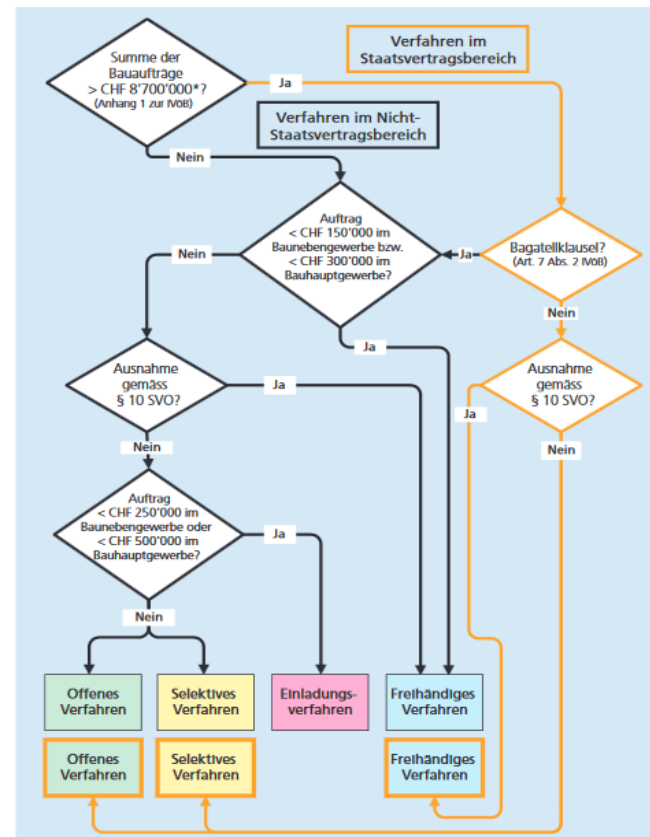 Summe der
Bauaufträge
> CHF 8'700'000*?
(Anhang 1 zur IVöB)
Ja
Verfahren im
Staatsvertragsbereich
Verfahren im Nicht-
Staatsvertragsbereich
Nein
Auftrag
< CHF 150'000 im
Baunebengewerbe bzw.
< CHF 300'000 im
Bauhauptgewerbe?
Nein
Ja
Bagatellklausel?
(Art. 7 Abs. 2 IVöB)
Nein
Ja
Ausnahme
gemäss
§ 10 SVO?
Ja
Ja
Ausnahme
gemäss
§ 10 SVO?
Nein
Nein
Auftrag
< CHF 250'000 im
Baunebengewerbe oder
< CHF 500'000 im
Bauhauptgewerbe?
Ja
Nein
Offenes
Verfahren
Selektives
Verfahren
Einladungs-
verfahren
Freihändiges
Verfahren
Offenes
Verfahren
Selektives
Verfahren
Freihändiges
Verfahren